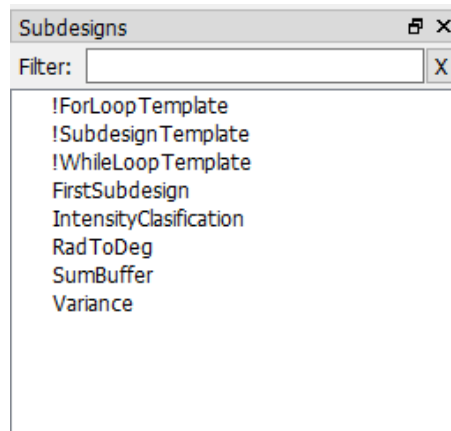 Subdesigns
Filter: X
!ForLoopTemplate
!SubdesignTemplate
!WhileLoopTemplate
FirstSubdesign
IntensityClasification
RadToDeg
SumBuffer
Variance